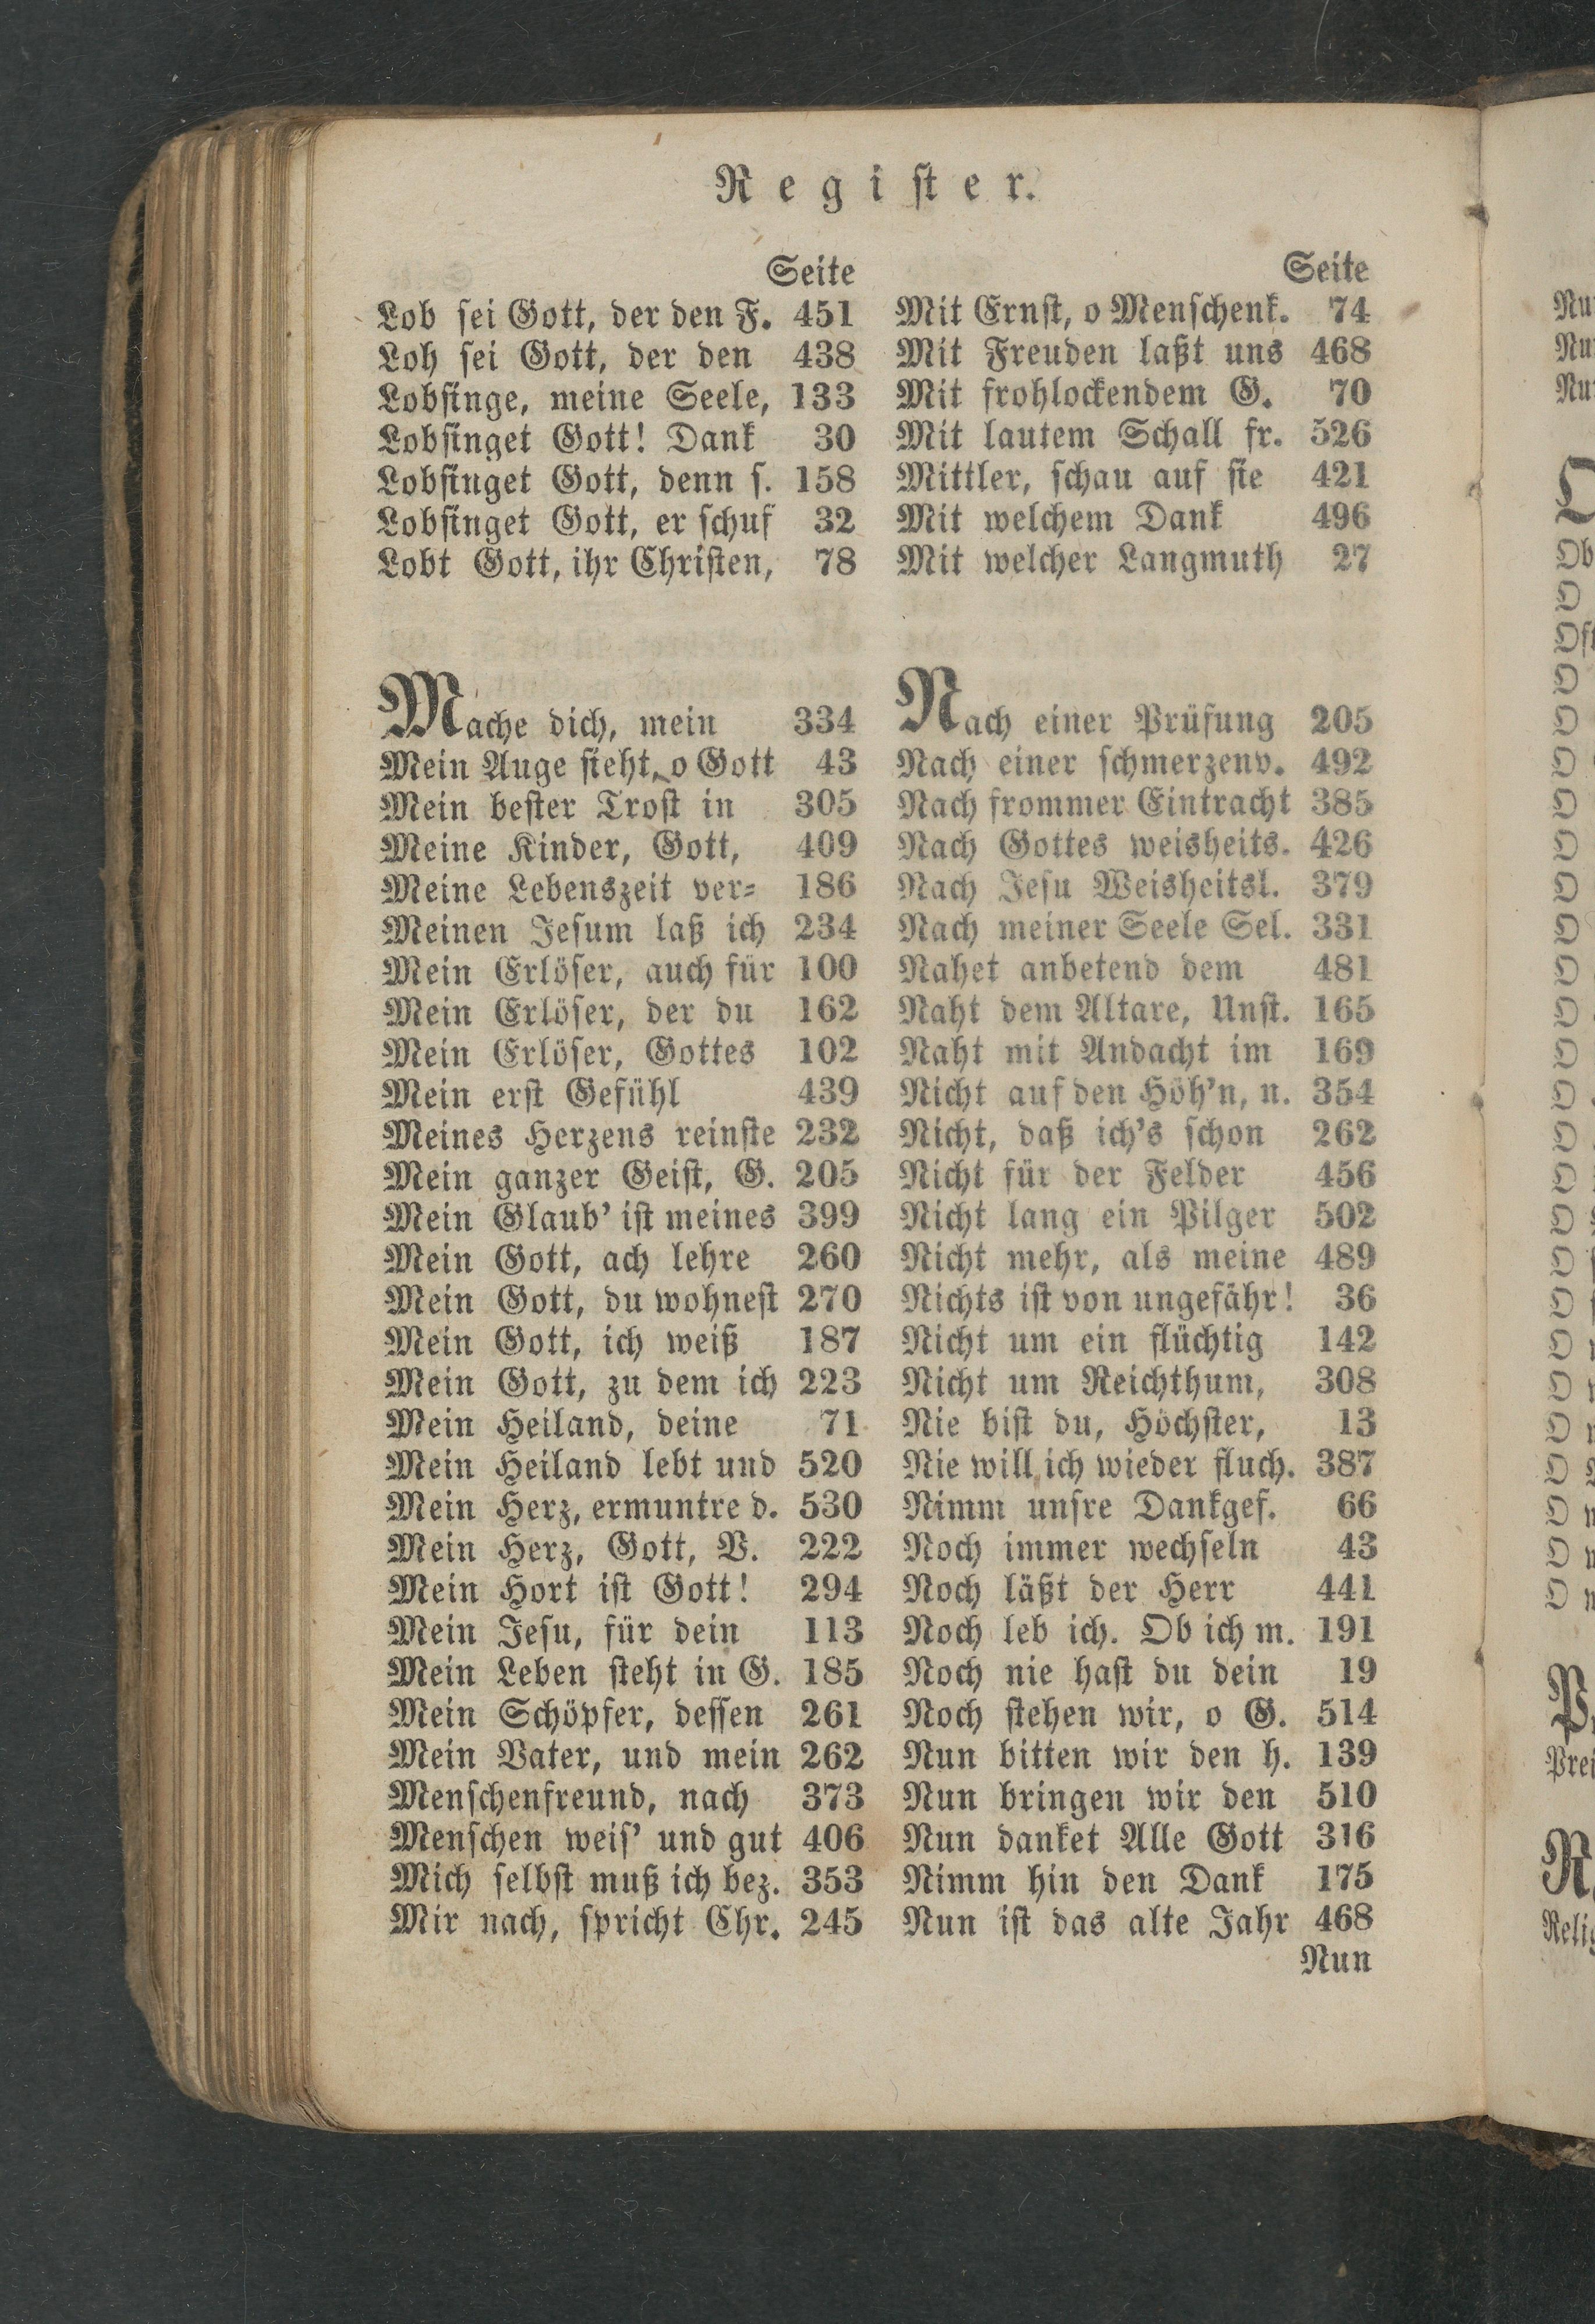 Register.
Seite
Lob sei Gott, der den F. 451
Loh sei Gott, der den 438
Lobsinge, meine Seele, 133
Lobsinget Gott! Dank 30
Lobsinget Gott, denn s. 158
Lobsinget Gott, er schuf 32
Lobt Gott, ihr Christen, 78
Mache dich, mein 334
Mein Auge sieht, o Gott 43
Mein bester Trost in 305
Meine Kinder, Gott, 409
Meine Lebenszeit ver- 186
Meinen Jesum laß ich 234
Mein Erlöser, auch für 100
Mein Erlöser, der du 162
Mein Erlöser, Gottes 102
Mein erst Gefühl 439
Meines Herzens reinste 232
Mein ganzer Geist, G. 205
Mein Glaub' ist meines 399
Mein Gott, ach lehre 260
Mein Gott, du wohnest 270
Mein Gott, ich weiß 187
Mein Gott, zu dem ich 223
Mein Heiland, deine 71
Mein Heiland lebt und 520
Mein Herz, ermuntre d. 530
Mein Herz, Gott, V. 222
Mein Hort ist Gott! 294
Mein Jesu, für dein 113
Mein Leben steht in G. 185
Mein Schöpfer, dessen 261
Mein Vater, und mein 262
Menschenfreund, nach 373
Menschen weis' und gut 406
Mich selbst muß ich bez. 353
Mir nach, spricht Chr. 245
Seite
Mit Ernst, o Menschenk. 74
Mit Freuden laßt uns 468
Mit frohlockendem G. 70
Mit lautem Schall fr. 526
Mittler, schau auf sie 421
Mit welchem Dank 496
Mit welcher Langmuth 27
Nach einer Prüfung 205
Nach einer schmerzenv. 492
Nach frommer Eintracht 385
Nach Gottes weisheits. 426
Nach Jesu Weisheitsl. 379
Nach meiner Seele Sel. 331
Nahet anbetend dem 481
Naht dem Altare, Unst. 165
Naht mit Andacht im 169
Nicht auf den Höh'n, n. 354
Nicht, daß ich's schon 262
Nicht für der Felder 456
Nicht lang ein Pilger 502
Nicht mehr, als meine 489
Nichts ist von ungefähr! 36
Nicht um ein flüchtig 142
Nicht um Reichthum, 308
Nie bist du, Höchster, 13
Nie will ich wieder fluch. 387
Nimm unsre Dankgef. 66
Noch immer wechseln 43
Noch läßt der Herr 441
Noch leb ich. Ob ich m. 191
Noch nie hast du dein 19
Noch stehen wir, o G. 514
Nun bitten wir den h. 139
Nun bringen wir den 510
Nun danket Alle Gott 316
Nimm hin den Dank 175
Nun ist das alte Jahr 468
Nun